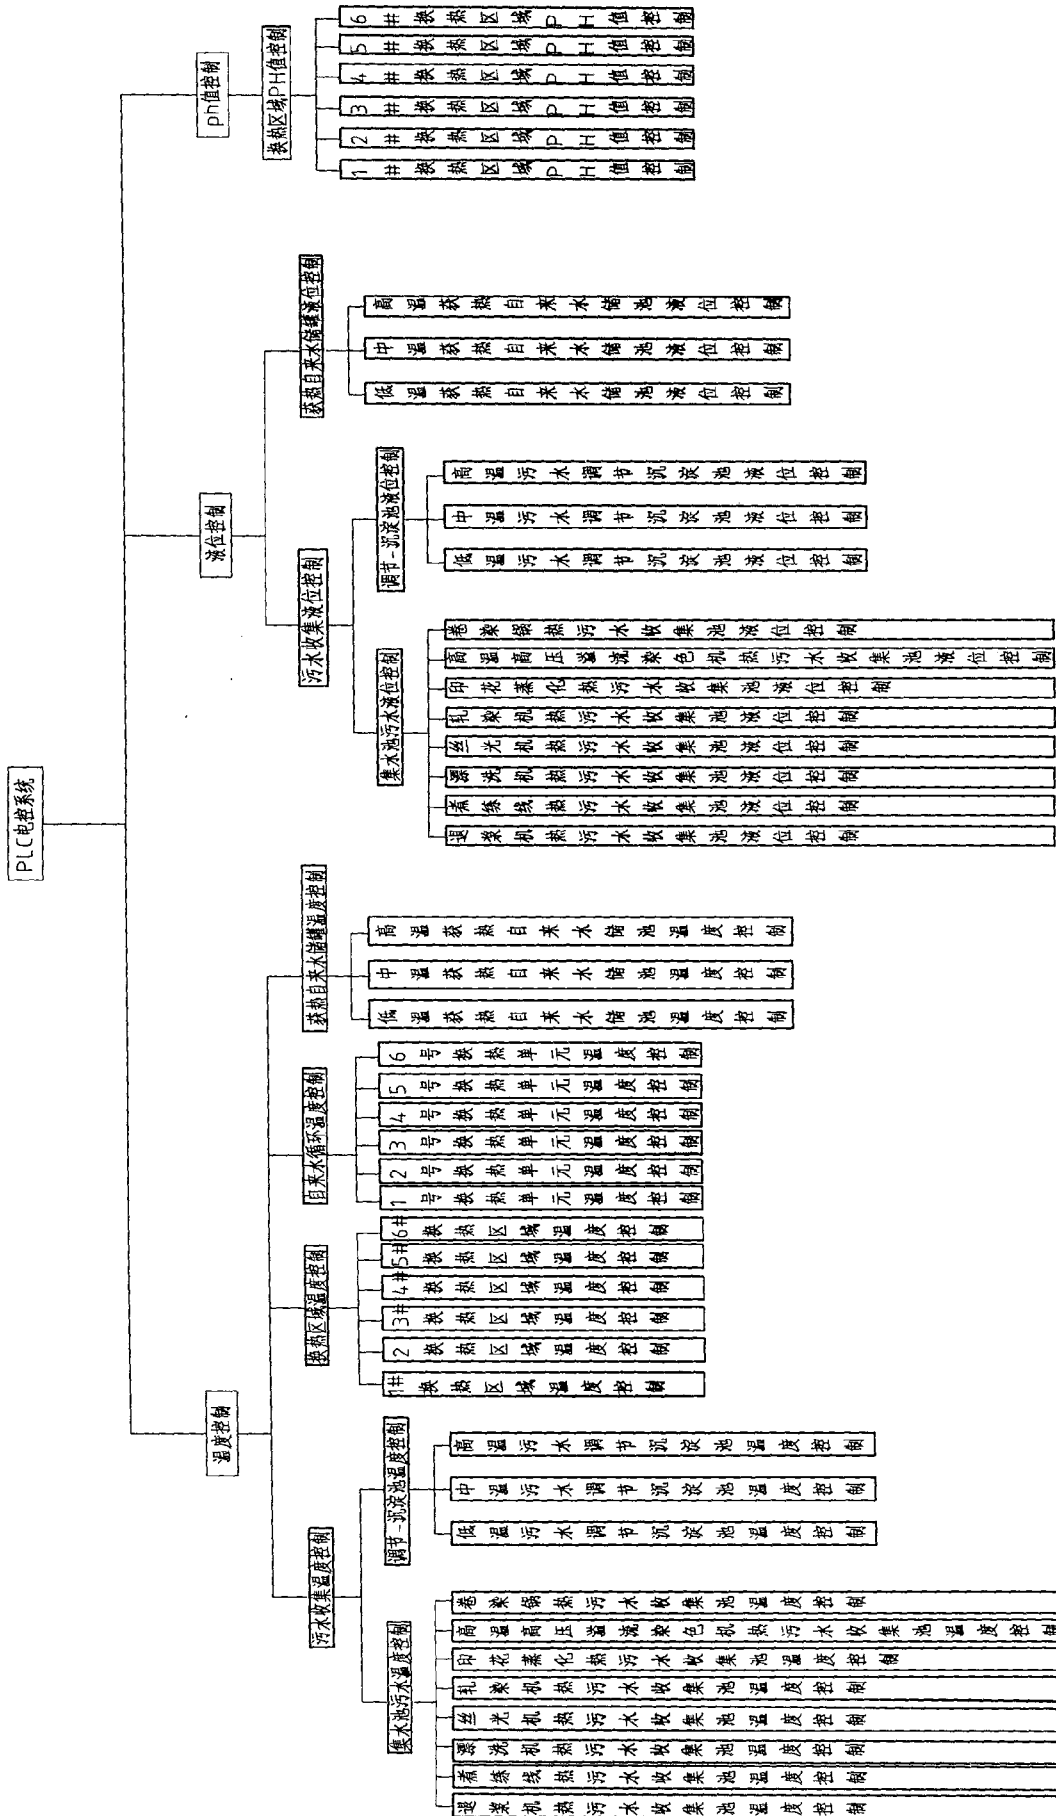 PLC电控系统
温度控制
液位控制
ph值控制
污水收集温度控制
换热区域温度控制
自来水循环温度控制
获热自来水储罐温度控制
污水收集液位控制
获热自来水储罐液位控制
换热区域PH值控制
集水池污水温度控制
调节-沉淀池温度控制
集水池污水液位控制
调节-沉淀池液位控制
退浆机热污水收集池温度控制
煮练线热污水收集池温度控制
漂洗机热污水收集池温度控制
丝光机热污水收集池温度控制
轧染机热污水收集池温度控制
印花蒸化热污水收集池温度控制
高温高压溢流染色机热污水收集池温度控制
卷染锅热污水收集池温度控制
低温污水调节沉淀池温度控制
中温污水调节沉淀池温度控制
高温污水调节沉淀池温度控制
1#换热区域温度控制
2换热区域温度控制
3#换热区域温度控制
4#换热区域温度控制
5#换热区域温度控制
6#换热区域温度控制
1号换热单元温度控制
2号换热单元温度控制
3号换热单元温度控制
4号换热单元温度控制
5号换热单元温度控制
6号换热单元温度控制
低温获热自来水储池温度控制
中温获热自来水储池温度控制
高温获热自来水储池温度控制
退浆机热污水收集池液位控制
煮练线热污水收集池液位控制
漂洗机热污水收集池液位控制
丝光机热污水收集池液位控制
轧染机热污水收集池液位控制
印花蒸化热污水收集池液位控制
高温高压溢流染色机热污水收集池液位控制
卷染锅热污水收集池液位控制
低温污水调节沉淀池液位控制
中温污水调节沉淀池液位控制
高温污水调节沉淀池液位控制
低温获热自来水储池液位控制
中温获热自来水储池液位控制
高温获热自来水储池液位控制
1#换热区域PH值控制
2#换热区域PH值控制
3#换热区域PH值控制
4#换热区域PH值控制
5#换热区域PH值控制
6#换热区域PH值控制